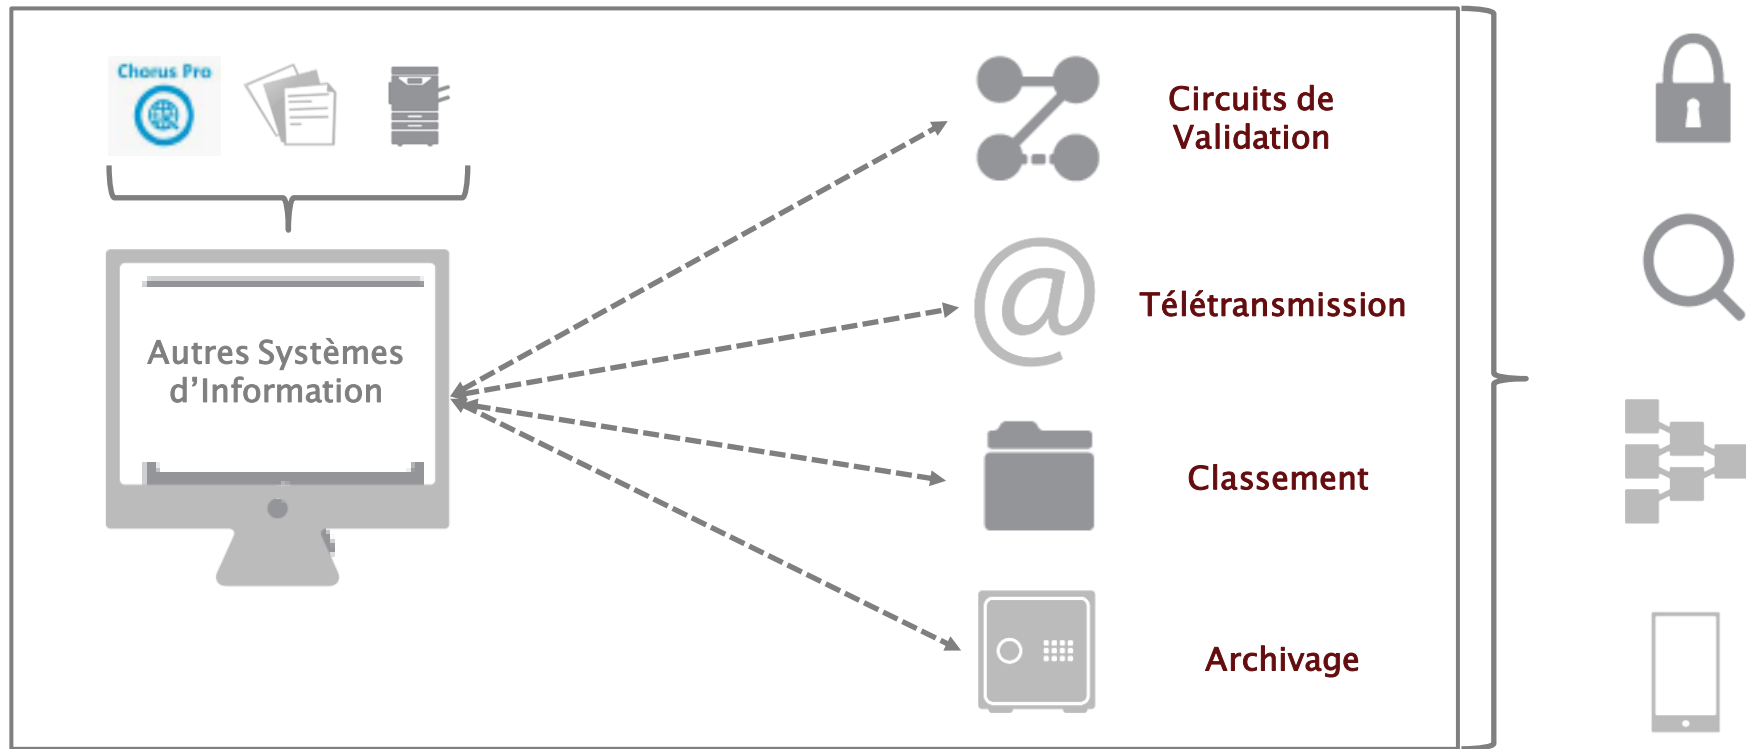 Chorus Pro
Circuits de
Validation
Télétransmission
Autres Systèmes
d’Information
Classement
Archivage
@